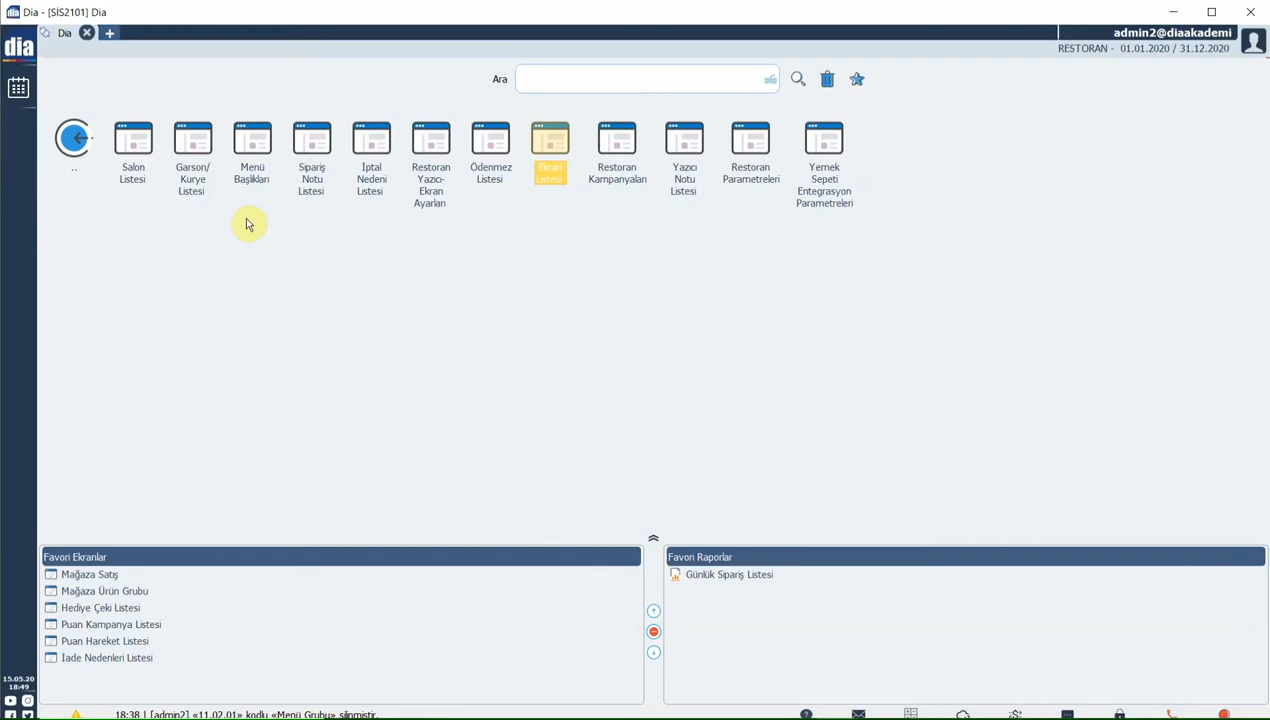 Dia - [SİS2101] Dia
dia
Dia
admin2@diaakademi
RESTORAN - 01.01.2020 / 31.12.2020
Ara
..
Salon
Listesi
Garson/
Kurye
Listesi
Menü
Başlıkları
Sipariş
Notu
Listesi
İptal
Nedeni
Listesi
Restoran
Yazıcı-
Ekran
Ayarları
Ödenmez
Listesi
Ekran
Listesi
Restoran
Kampanyaları
Yazıcı
Notu
Listesi
Restoran
Parametreleri
Yemek
Sepeti
Entegrasyon
Parametreleri
Favori Ekranlar
Mağaza Satış
Mağaza Ürün Grubu
Hediye Çeki Listesi
Puan Kampanya Listesi
Puan Hareket Listesi
İade Nedenleri Listesi
Favori Raporlar
Günlük Sipariş Listesi
15.05.20
18:49
18:38 | [admin2] «11.02.01» kodlu «Menü Grubu» silinmiştir.